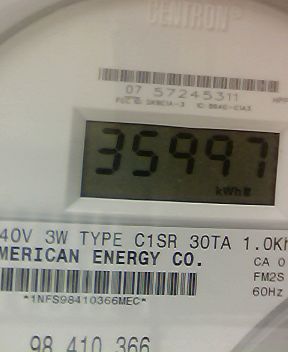 CENTRON®
07 57245311
35997
kWh
40V 3W TYPE C1SR 30TA 1.0Kh
MERICAN ENERGY CO.
CA 0
FM2S
60Hz
*1NFS98410366MEC*
98 410 366